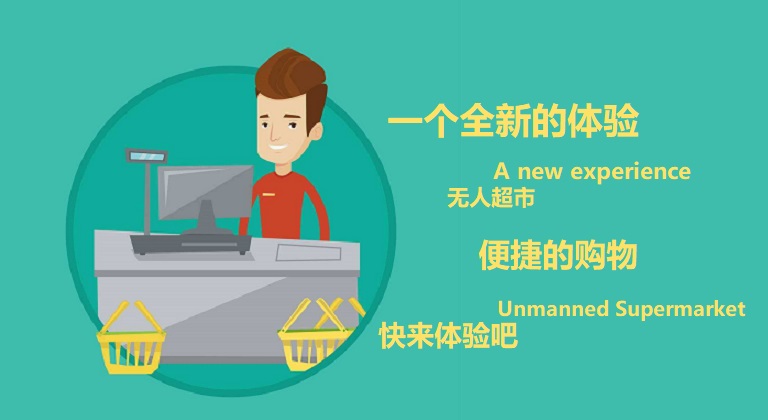 一个全新的体验
A new experience
无人超市
便捷的购物
Unmanned Supermarket
快来体验吧